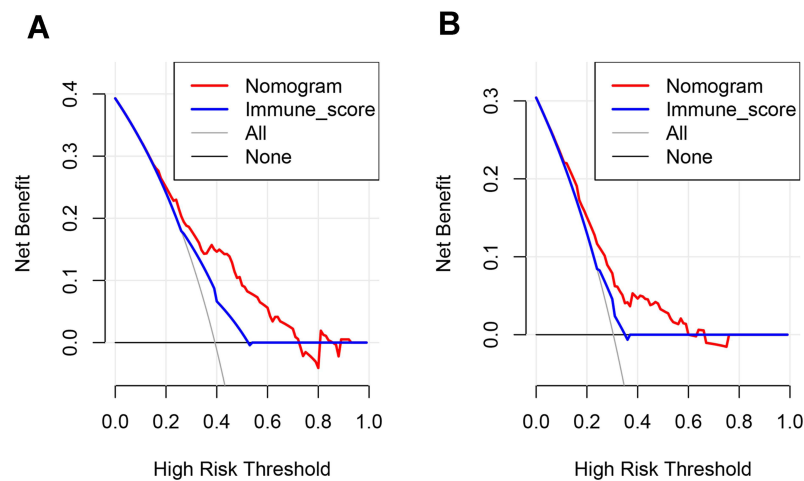 A
Net Benefit
0.4
0.3
0.2
0.1
0.0
Nomogram
Immune_score
All
None
0.0 0.2 0.4 0.6 0.8 1.0
High Risk Threshold
B
Net Benefit
0.3
0.2
0.1
0.0
Nomogram
Immune_score
All
None
0.0 0.2 0.4 0.6 0.8 1.0
High Risk Threshold